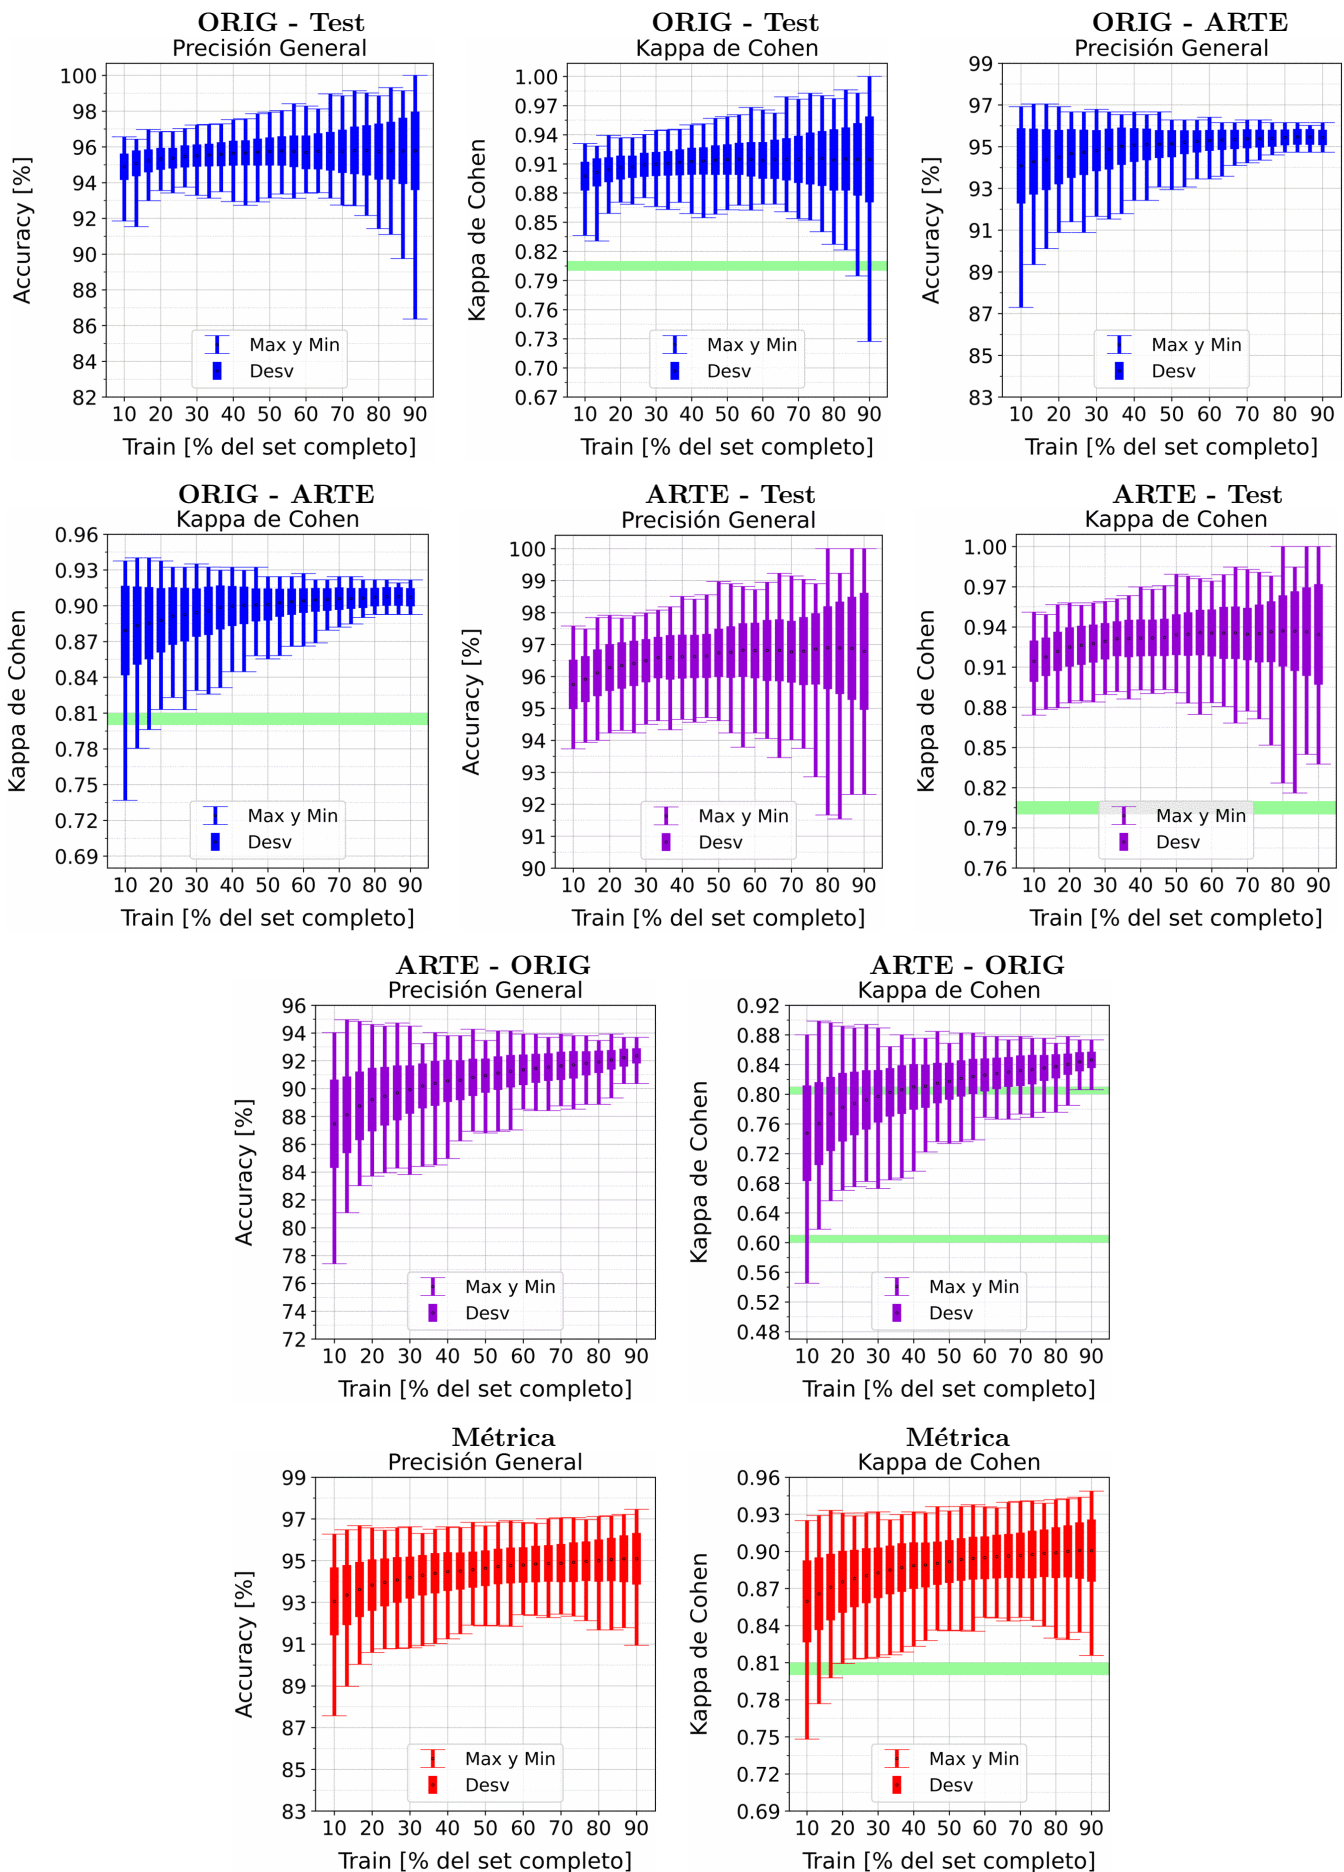 ORIG - Test
Precisión General
100
98
96
94
92
90
88
86
84
82
Accuracy [%]
Max y Min
Desv
10 20 30 40 50 60 70 80 90
Train [% del set completo]
ORIG - Test
Kappa de Cohen
1.00
0.97
0.94
0.91
0.88
0.85
0.82
0.79
0.76
0.73
0.70
0.67
Kappa de Cohen
Max y Min
Desv
10 20 30 40 50 60 70 80 90
Train [% del set completo]
ORIG - ARTE
Precisión General
99
97
95
93
91
89
87
85
83
Accuracy [%]
Max y Min
Desv
10 20 30 40 50 60 70 80 90
Train [% del set completo]
ORIG - ARTE
Kappa de Cohen
0.96
0.93
0.90
0.87
0.84
0.81
0.78
0.75
0.72
0.69
Kappa de Cohen
Max y Min
Desv
10 20 30 40 50 60 70 80 90
Train [% del set completo]
ARTE - Test
Precisión General
100
99
98
97
96
95
94
93
92
91
90
Accuracy [%]
Max y Min
Desv
10 20 30 40 50 60 70 80 90
Train [% del set completo]
ARTE - Test
Kappa de Cohen
1.00
0.97
0.94
0.91
0.88
0.85
0.82
0.79
0.76
Kappa de Cohen
Max y Min
Desv
10 20 30 40 50 60 70 80 90
Train [% del set completo]
ARTE - ORIG
Precisión General
96
94
92
90
88
86
84
82
80
78
76
74
72
Accuracy [%]
Max y Min
Desv
10 20 30 40 50 60 70 80 90
Train [% del set completo]
ARTE - ORIG
Kappa de Cohen
0.92
0.88
0.84
0.80
0.76
0.72
0.68
0.64
0.60
0.56
0.52
0.48
Kappa de Cohen
Max y Min
Desv
10 20 30 40 50 60 70 80 90
Train [% del set completo]
Métrica
Precisión General
99
97
95
93
91
89
87
85
83
Accuracy [%]
Max y Min
Desv
10 20 30 40 50 60 70 80 90
Train [% del set completo]
Métrica
Kappa de Cohen
0.96
0.93
0.90
0.87
0.84
0.81
0.78
0.75
0.72
0.69
Kappa de Cohen
Max y Min
Desv
10 20 30 40 50 60 70 80 90
Train [% del set completo]